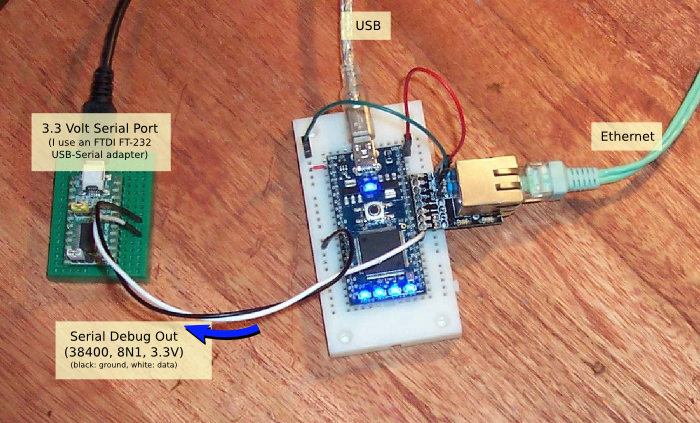 USB
3.3 Volt Serial Port
(I use an FTDI FT-232
USB-Serial adapter)
Ethernet
Serial Debug Out
(38400, 8N1, 3.3V)
(black: ground, white: data)